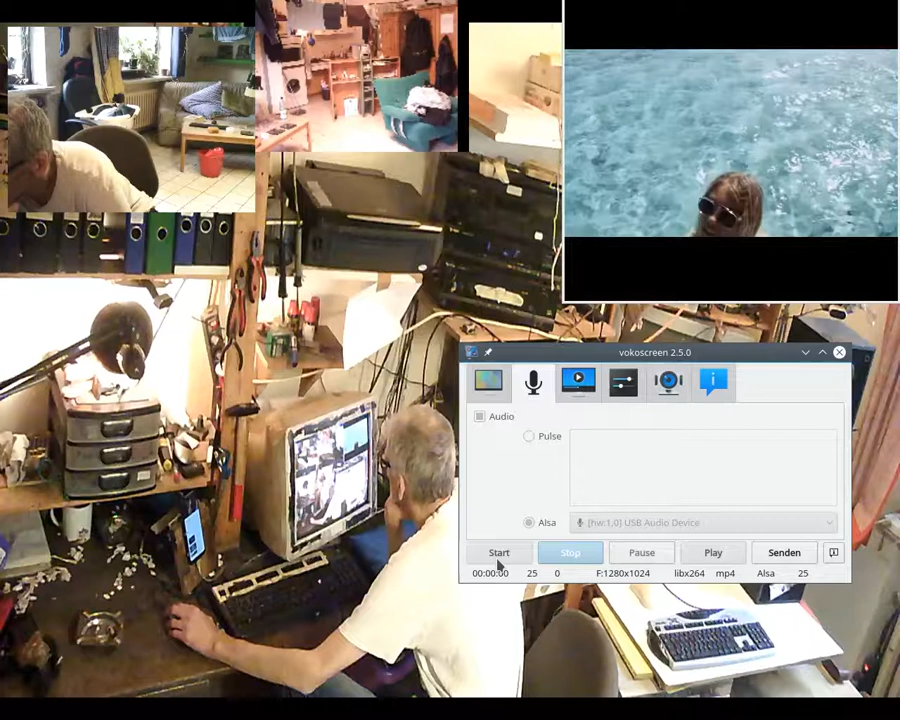 vokoscreen 2.5.0
Audio
Pulse
Alsa
[hw:1,0] USB Audio Device
Start
Stop
Pause
Play
Senden
00:00:00
25
0
F:1280x1024
libx264
mp4
Alsa
25